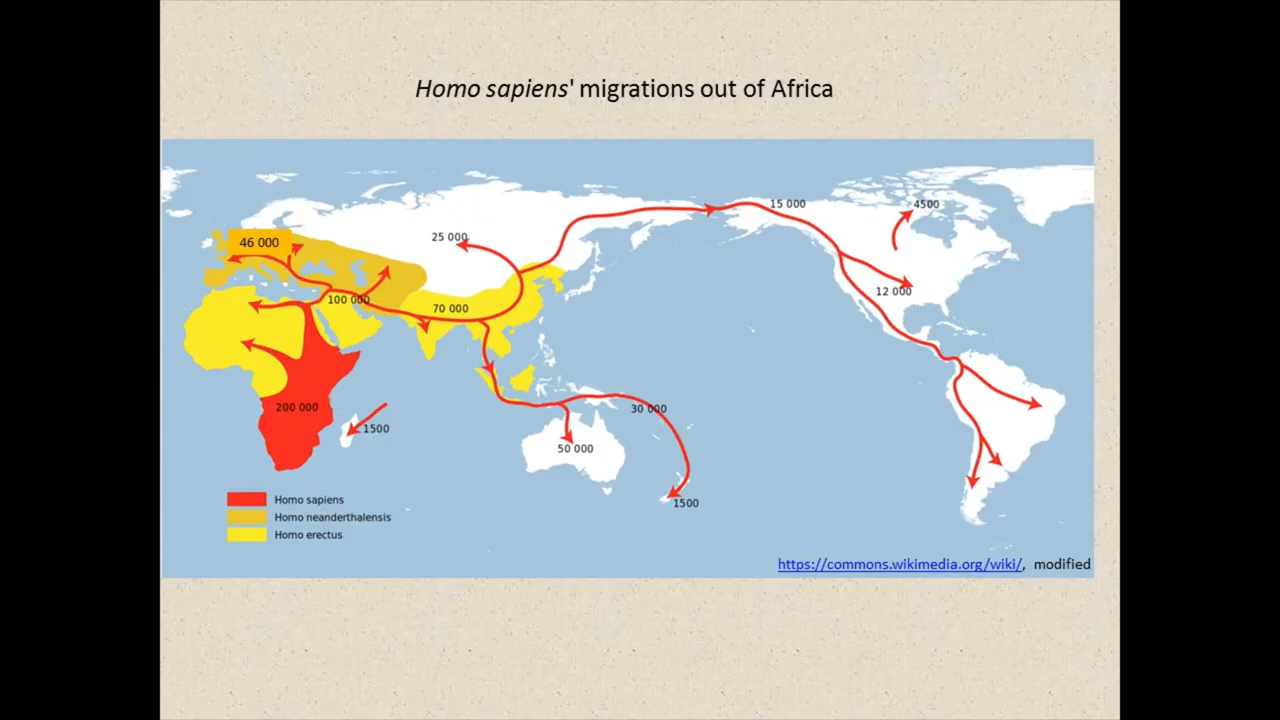 Homo sapiens' migrations out of Africa
15 000
4500
25 000
46 000
12 000
100 000
70 000
200 000
30 000
1500
50 000
1500
Homo sapiens
Homo neanderthalensis
Homo erectus
https://commons.wikimedia.org/wiki/, modified